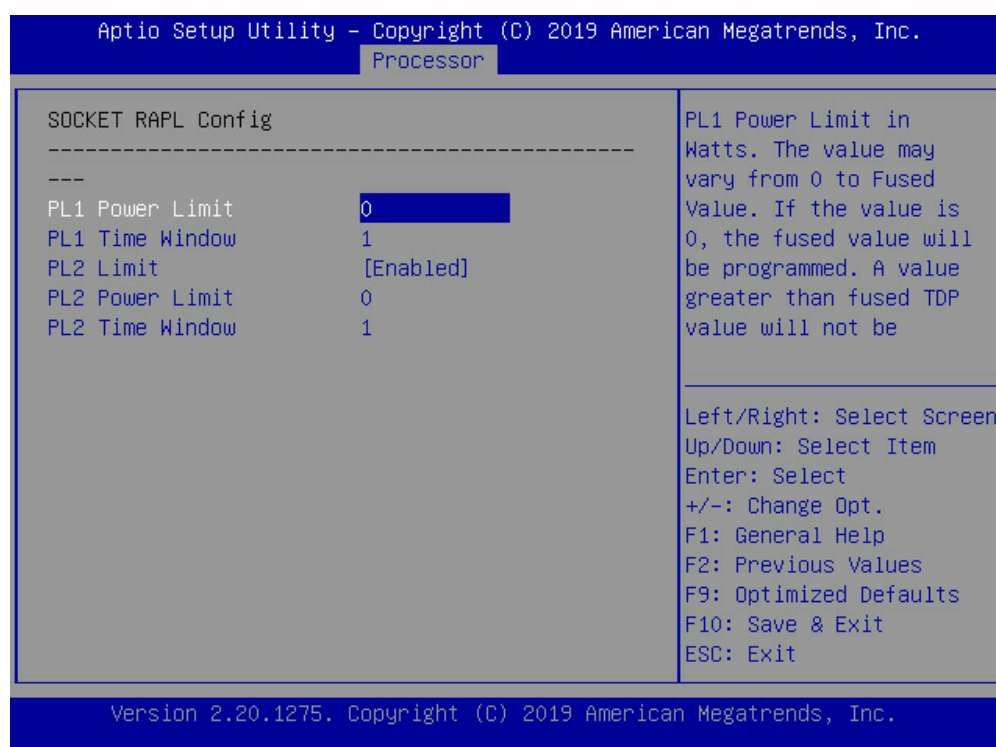 Aptio Setup Utility – Copyright (C) 2019 American Megatrends, Inc.
Processor
SOCKET RAPL Config
-----------------------------------------------
---
PL1 Power Limit 0
PL1 Time Window 1
PL2 Limit [Enabled]
PL2 Power Limit 0
PL2 Time Window 1
PL1 Power Limit in
Watts. The value may
vary from 0 to Fused
Value. If the value is
0, the fused value will
be programmed. A value
greater than fused TDP
value will not be
Left/Right: Select Screen
Up/Down: Select Item
Enter: Select
+/-: Change Opt.
F1: General Help
F2: Previous Values
F9: Optimized Defaults
F10: Save & Exit
ESC: Exit
Version 2.20.1275. Copyright (C) 2019 American Megatrends, Inc.